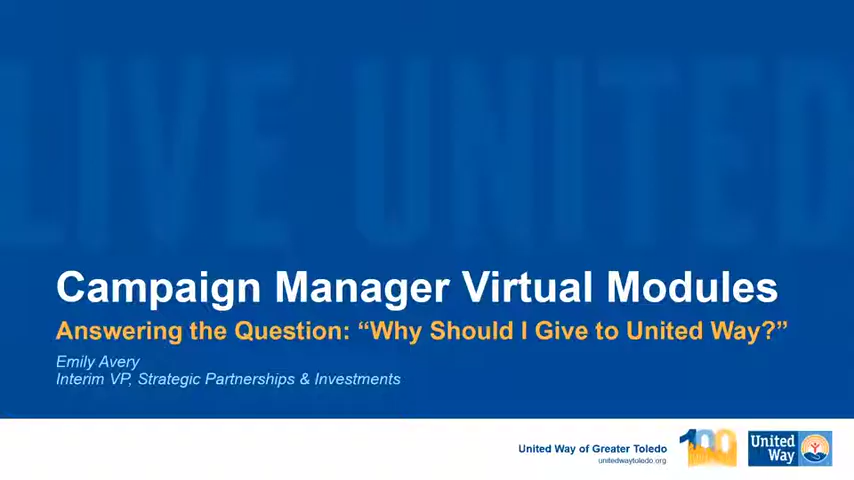 LIVE UNITED
Campaign Manager Virtual Modules
Answering the Question: “Why Should I Give to United Way?”
Emily Avery
Interim VP, Strategic Partnerships & Investments
United Way of Greater Toledo
unitedwaytoledo.org
100
United
Way